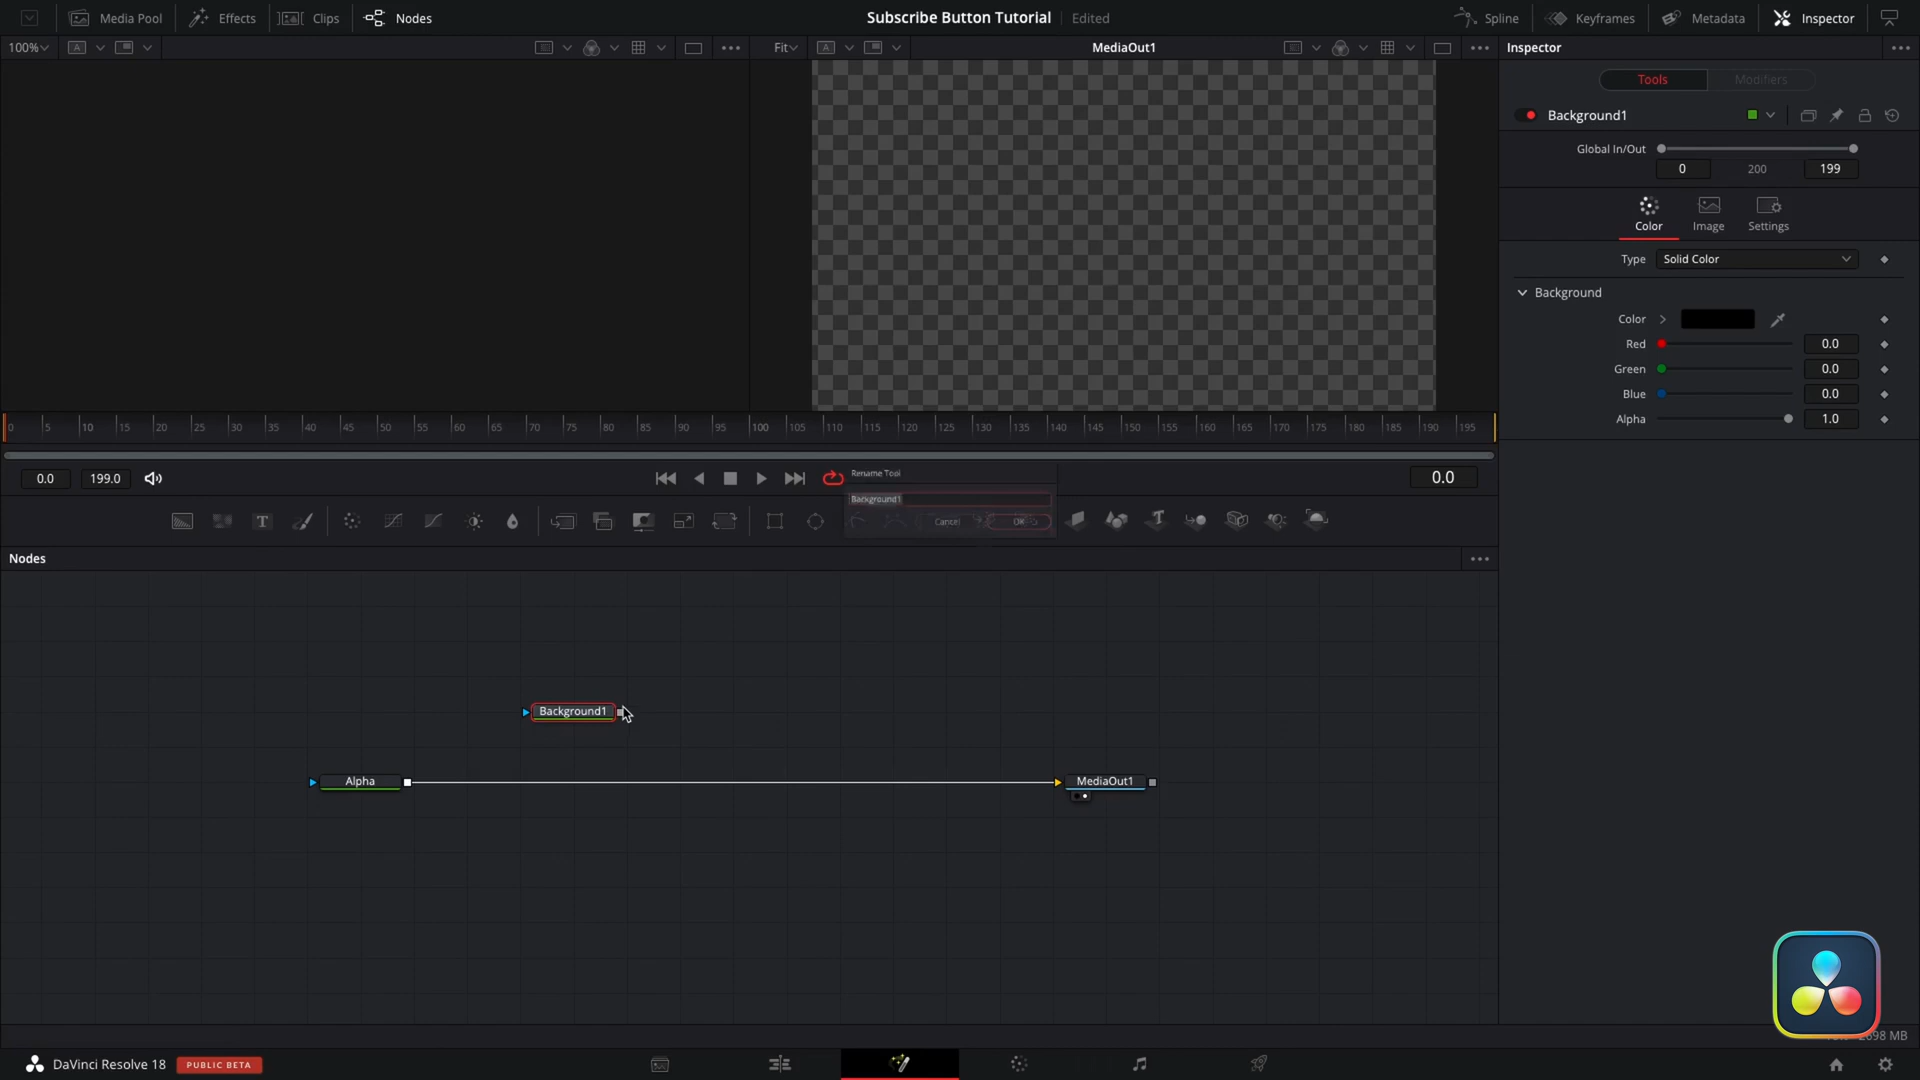 Media Pool Effects Clips Nodes Subscribe Button Tutorial Edited Spline Keyframes Metadata Inspector
100% Fit MediaOut1 Inspector
Tools Modifiers
Background1
Global In/Out
0 200 199
Color Image Settings
Type Solid Color
Background
Color
Red 0.0
Green 0.0
Blue 0.0
Alpha 1.0
0 5 10 15 20 25 30 35 40 45 50 55 60 65 70 75 80 85 90 95 100 105 110 115 120 125 130 135 140 145 150 155 160 165 170 175 180 185 190 195
0.0 199.0 0.0
Rename Tool
Background1
Cancel OK
Nodes
Background1
Alpha MediaOut1
DaVinci Resolve 18 PUBLIC BETA